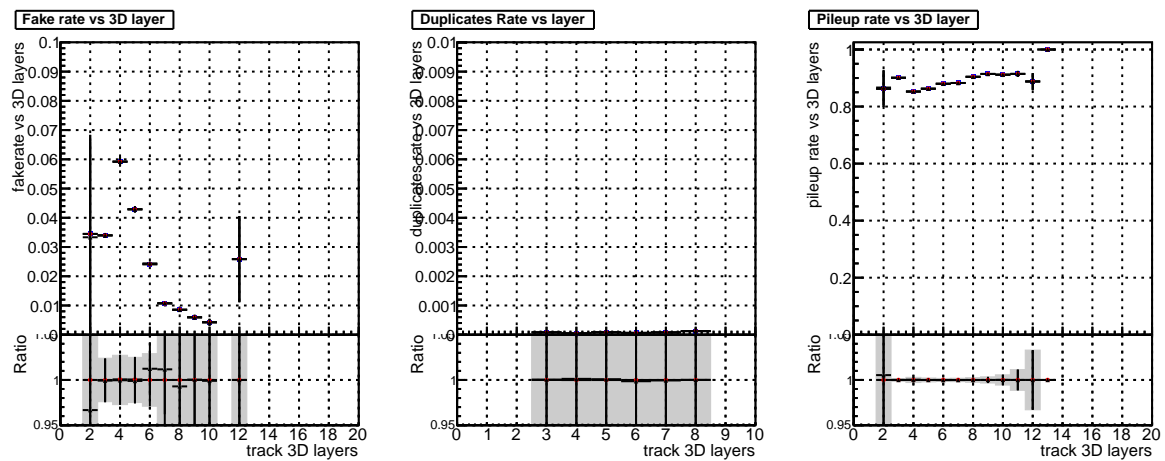 Fake rate vs 3D layer
fakerate vs 3D layers
0.1
0.09
0.08
0.07
0.06
0.05
0.04
0.03
0.02
0.01
0
Ratio
1
0.95
0 2 4 6 8 10 12 14 16 18 20
track 3D layers
Duplicates Rate vs layer
duplicates rate vs 3D layers
0.01
0.009
0.008
0.007
0.006
0.005
0.004
0.003
0.002
0.001
0
Ratio
1
0.95
0 1 2 3 4 5 6 7 8 9 10
track 3D layers
Pileup rate vs 3D layer
pileup rate vs 3D layers
1
0.8
0.6
0.4
0.2
0
Ratio
1
0.95
0 2 4 6 8 10 12 14 16 18 20
track 3D layers